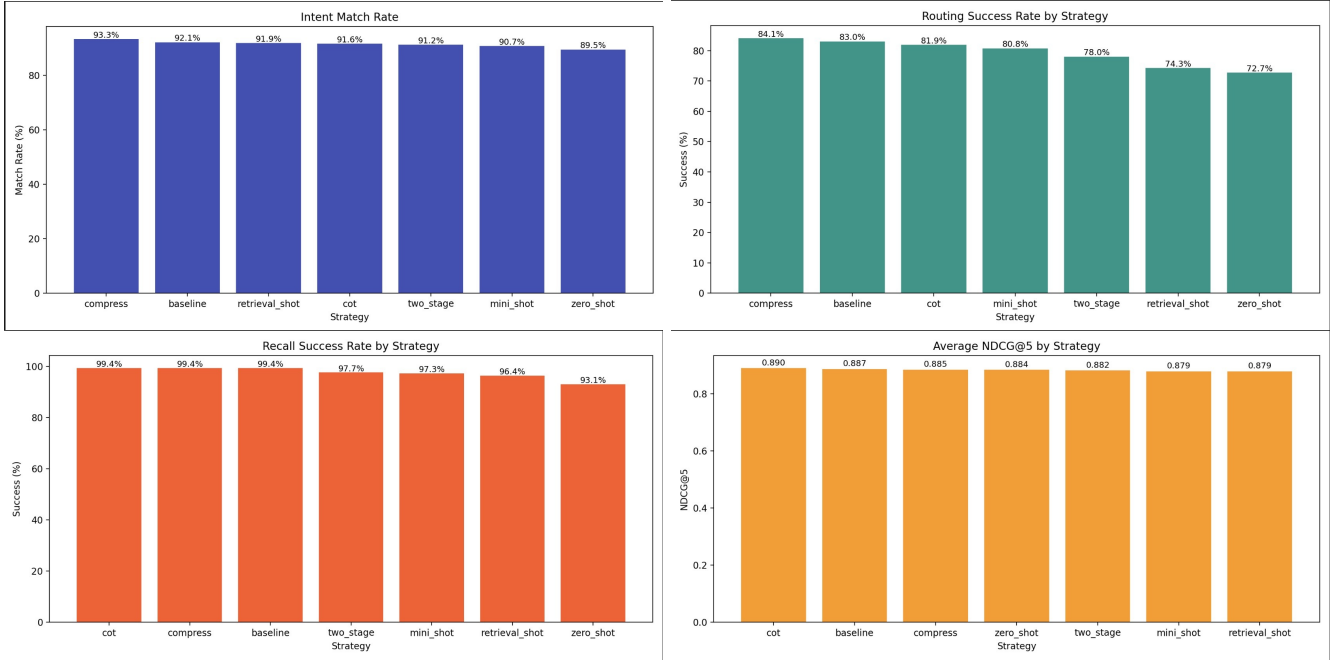 Intent Match Rate
93.3% 92.1% 91.9% 91.6% 91.2% 90.7% 89.5%
Match Rate (%)
80
60
40
20
0
compress baseline retrieval_shot cot two_stage mini_shot zero_shot
Strategy
Routing Success Rate by Strategy
84.1% 83.0% 81.9% 80.8% 78.0% 74.3% 72.7%
Success (%)
80
70
60
50
40
30
20
10
0
compress baseline cot mini_shot two_stage retrieval_shot zero_shot
Strategy
Recall Success Rate by Strategy
99.4% 99.4% 99.4% 97.7% 97.3% 96.4% 93.1%
Success (%)
100
80
60
40
20
0
cot compress baseline two_stage mini_shot retrieval_shot zero_shot
Strategy
Average NDCG@5 by Strategy
0.890 0.887 0.885 0.884 0.882 0.879 0.879
NDCG@5
0.8
0.6
0.4
0.2
0.0
cot baseline compress zero_shot two_stage mini_shot retrieval_shot
Strategy